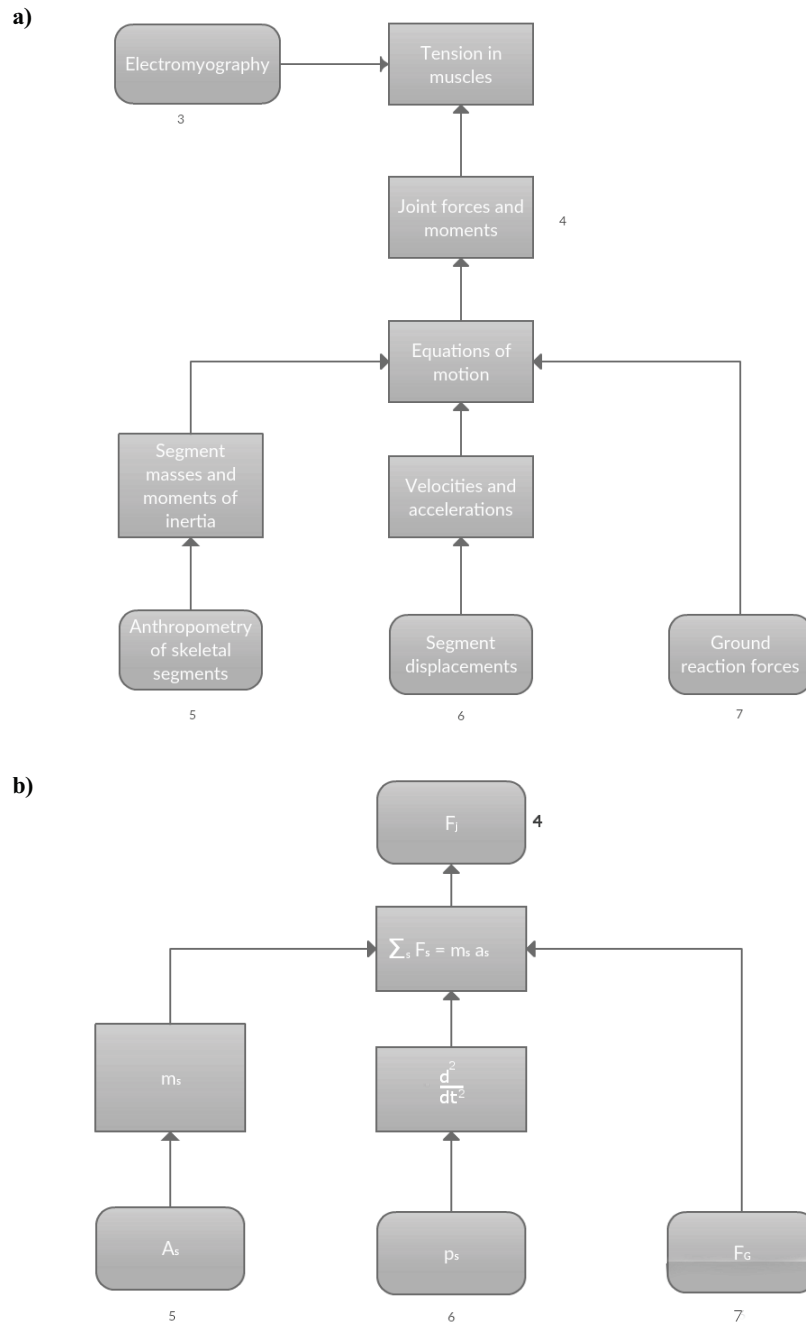 a)
Electromyography
3
Tension in
muscles
Joint forces and
moments
4
Equations of
motion
Segment
masses and
moments of
inertia
Velocities and
accelerations
Anthropometry
of skeletal
segments
5
Segment
displacements
6
Ground
reaction forces
7
b)
Fj
4
∑s Fs = ms as
ms
d²
dt²
As
5
ps
6
FG
7